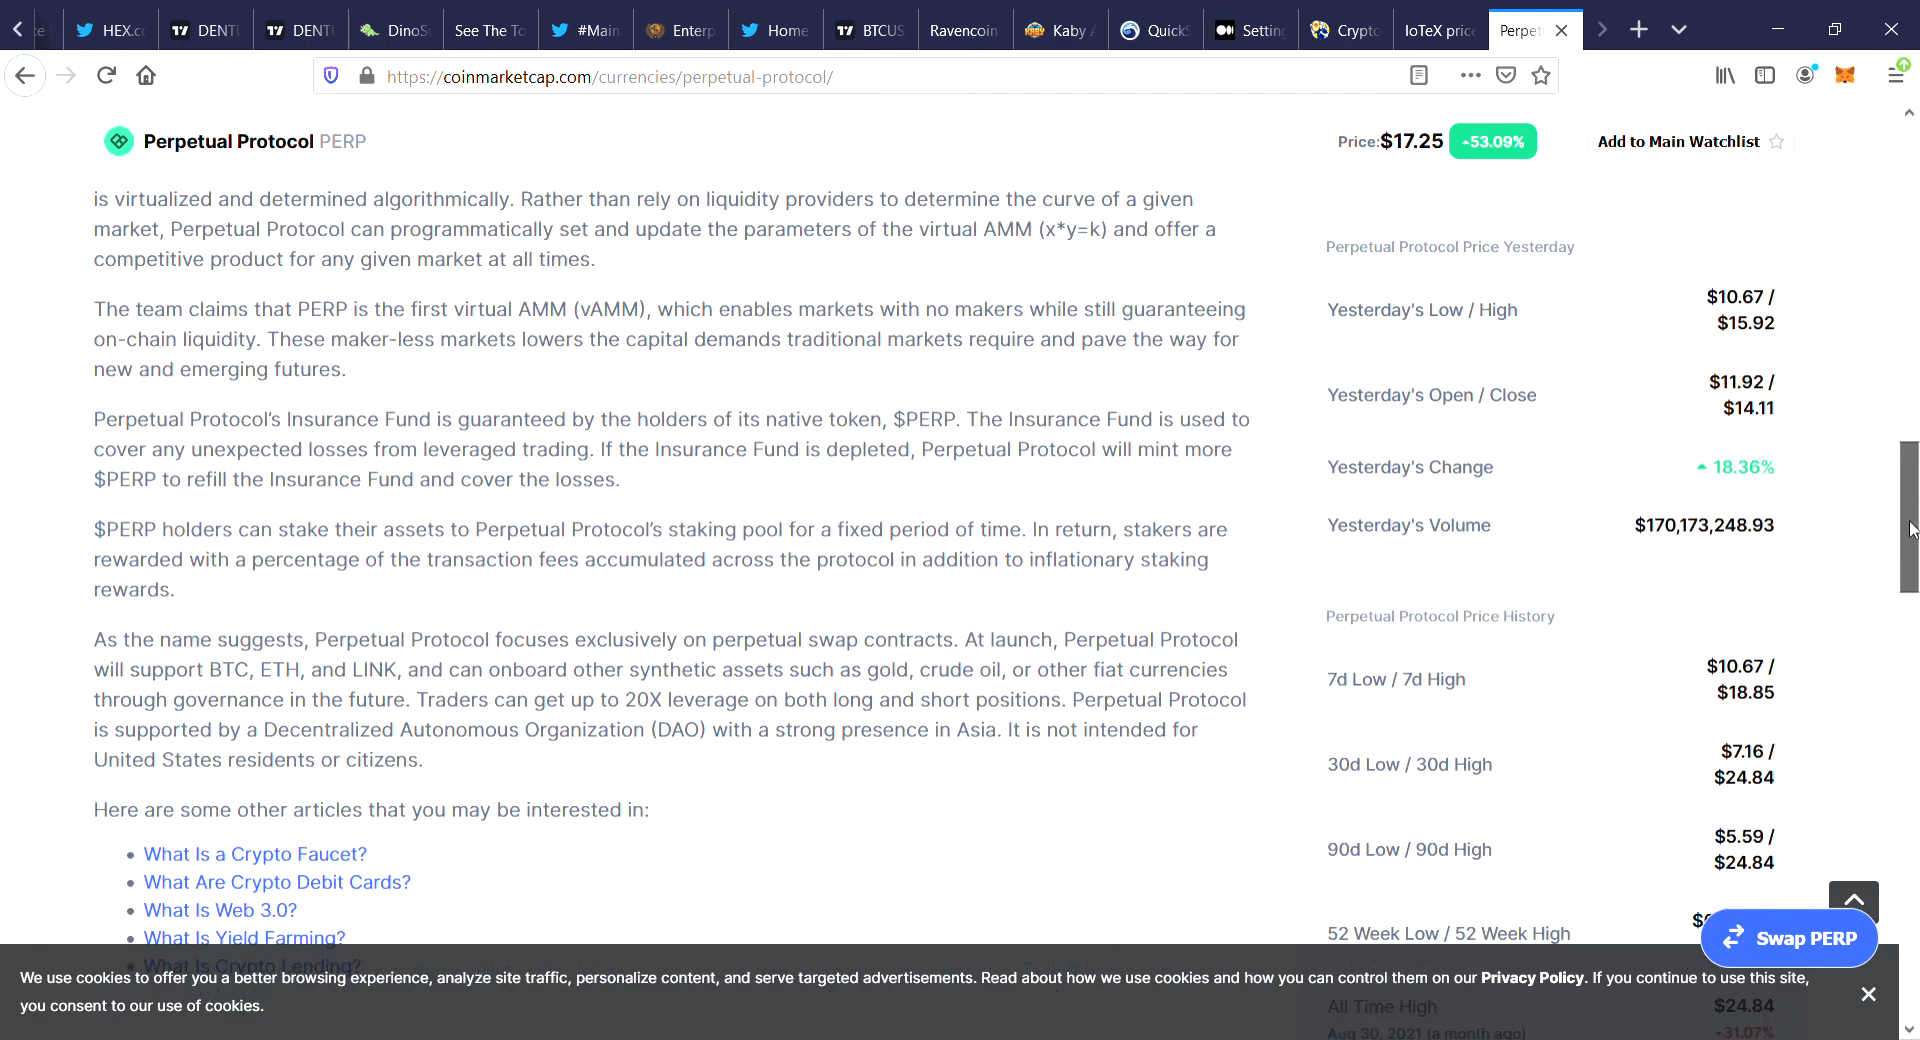 HEX.c
DENT
DENT
DinoS
See The To
#Main
Enterp
Home
BTCUS
Ravencoin
Kaby
QuickS
Setting
Crypto
IoTeX price
Perpet
https://coinmarketcap.com/currencies/perpetual-protocol/
Perpetual Protocol PERP
Price:$17.25 53.09%
Add to Main Watchlist
is virtualized and determined algorithmically. Rather than rely on liquidity providers to determine the curve of a given
market, Perpetual Protocol can programmatically set and update the parameters of the virtual AMM (x*y=k) and offer a
competitive product for any given market at all times.
The team claims that PERP is the first virtual AMM (vAMM), which enables markets with no makers while still guaranteeing
on-chain liquidity. These maker-less markets lowers the capital demands traditional markets require and pave the way for
new and emerging futures.
Perpetual Protocol's Insurance Fund is guaranteed by the holders of its native token, $PERP. The Insurance Fund is used to
cover any unexpected losses from leveraged trading. If the Insurance Fund is depleted, Perpetual Protocol will mint more
$PERP to refill the Insurance Fund and cover the losses.
$PERP holders can stake their assets to Perpetual Protocol's staking pool for a fixed period of time. In return, stakers are
rewarded with a percentage of the transaction fees accumulated across the protocol in addition to inflationary staking
rewards.
As the name suggests, Perpetual Protocol focuses exclusively on perpetual swap contracts. At launch, Perpetual Protocol
will support BTC, ETH, and LINK, and can onboard other synthetic assets such as gold, crude oil, or other fiat currencies
through governance in the future. Traders can get up to 20X leverage on both long and short positions. Perpetual Protocol
is supported by a Decentralized Autonomous Organization (DAO) with a strong presence in Asia. It is not intended for
United States residents or citizens.
Here are some other articles that you may be interested in:
• What Is a Crypto Faucet?
• What Are Crypto Debit Cards?
• What Is Web 3.0?
• What Is Yield Farming?
• What Is Crypto Lending?
Perpetual Protocol Price Yesterday
Yesterday's Low / High
$10.67 /
$15.92
Yesterday's Open / Close
$11.92 /
$14.11
Yesterday's Change
18.36%
Yesterday's Volume
$170,173,248.93
Perpetual Protocol Price History
7d Low / 7d High
$10.67 /
$18.85
30d Low / 30d High
$7.16 /
$24.84
90d Low / 90d High
$5.59 /
$24.84
52 Week Low / 52 Week High
Swap PERP
All Time High
$24.84
Aug 30, 2021 (a month ago)
-31.07%
We use cookies to offer you a better browsing experience, analyze site traffic, personalize content, and serve targeted advertisements. Read about how we use cookies and how you can control them on our Privacy Policy. If you continue to use this site,
you consent to our use of cookies.